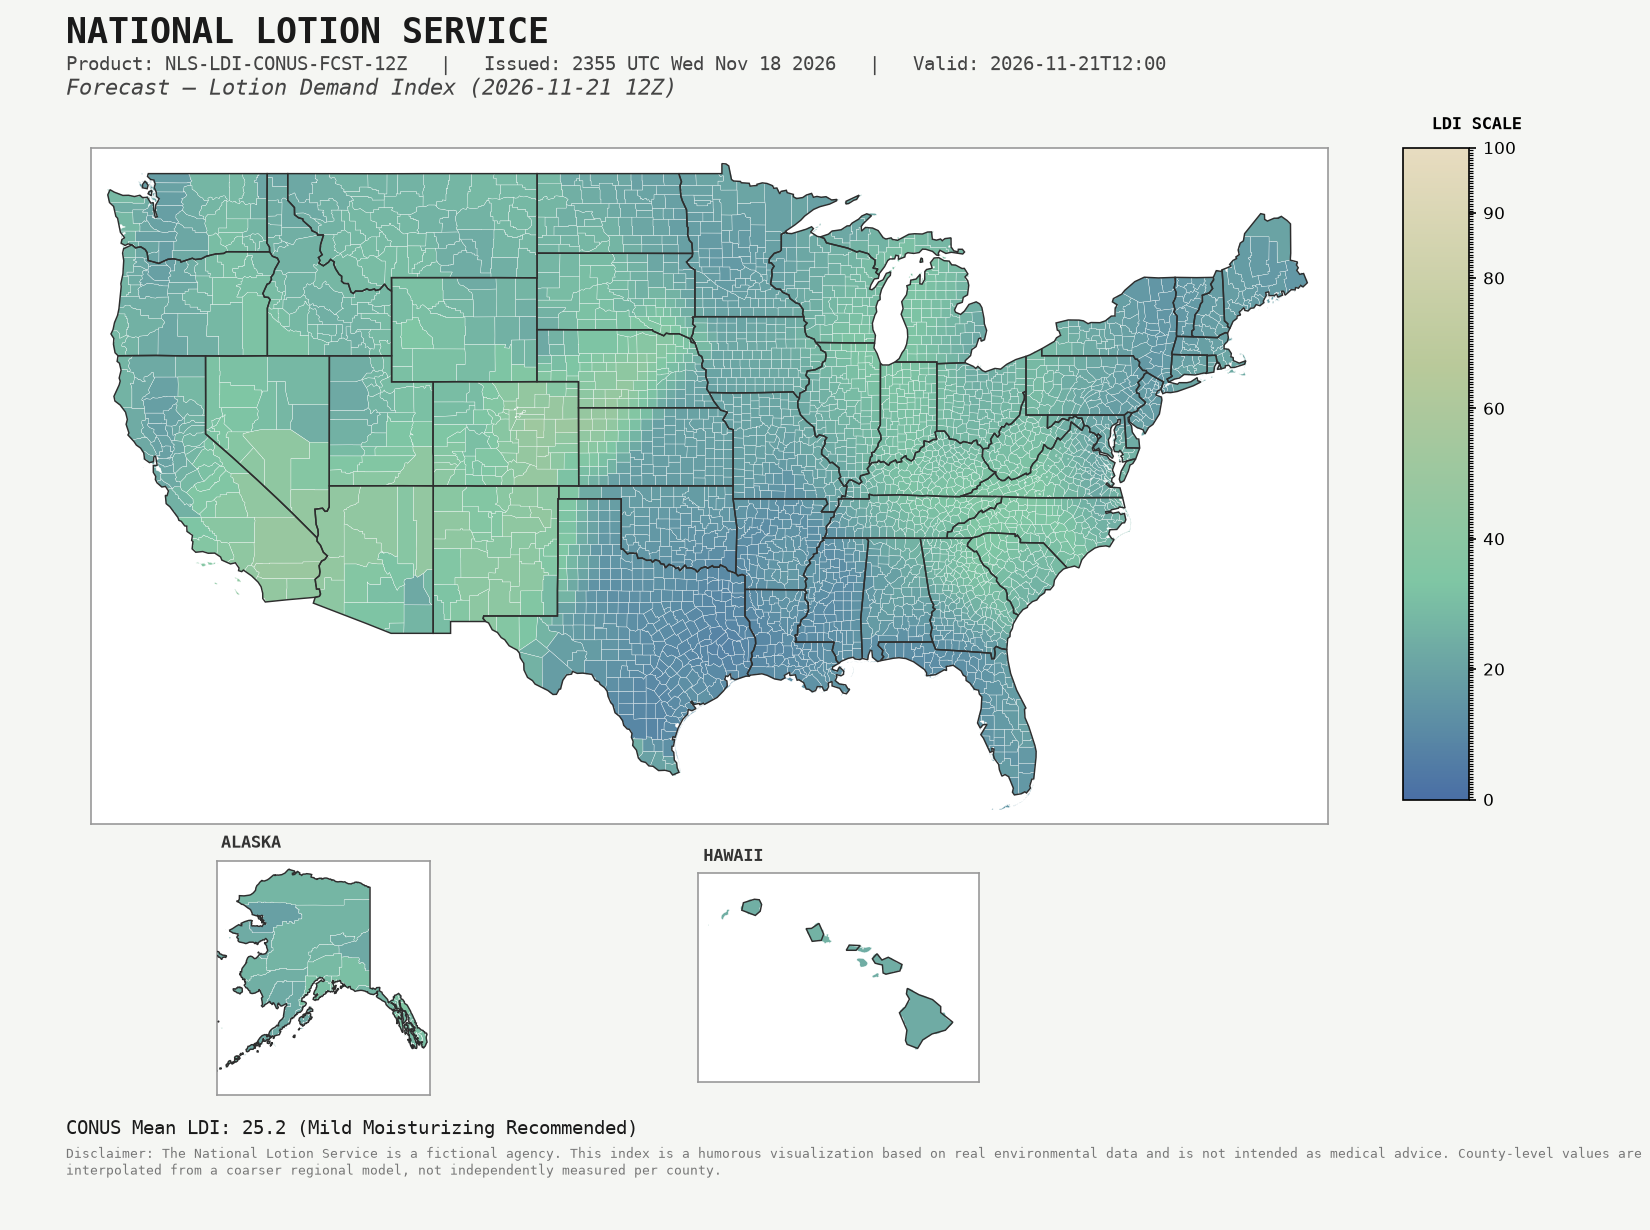 NATIONAL LOTION SERVICE
Product: NLS-LDI-CONUS-FCST-12Z | Issued: 2355 UTC Wed Nov 18 2026 | Valid: 2026-11-21T12:00
Forecast — Lotion Demand Index (2026-11-21 12Z)
LDI SCALE
100
90
80
60
40
20
0
ALASKA
HAWAII
CONUS Mean LDI: 25.2 (Mild Moisturizing Recommended)
Disclaimer: The National Lotion Service is a fictional agency. This index is a humorous visualization based on real environmental data and is not intended as medical advice. County-level values are
interpolated from a coarser regional model, not independently measured per county.